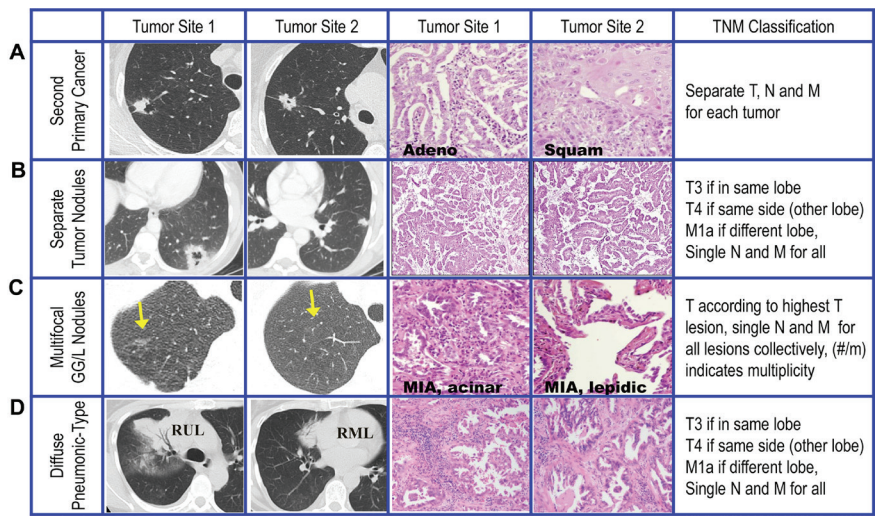 Tumor Site 1
Tumor Site 2
Tumor Site 1
Tumor Site 2
TNM Classification
A
Second
Primary Cancer
Adeno
Squam
Separate T, N and M
for each tumor
B
Separate
Tumor Nodules
T3 if in same lobe
T4 if same side (other lobe)
M1a if different lobe,
Single N and M for all
C
Multifocal
GG/L Nodules
MIA, acinar
MIA, lepidic
T according to highest T
lesion, single N and M for
all lesions collectively, (#/m)
indicates multiplicity
D
Diffuse
Pneumonic-Type
RUL
RML
T3 if in same lobe
T4 if same side (other lobe)
M1a if different lobe,
Single N and M for all